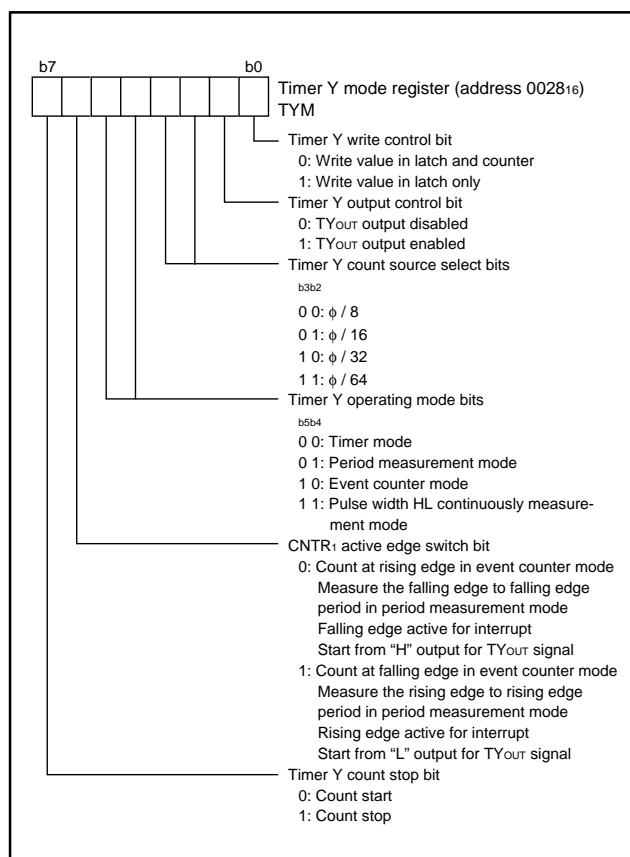 b7 b0
Timer Y mode register (address 0028₁₆)
TYM
Timer Y write control bit
0: Write value in latch and counter
1: Write value in latch only
Timer Y output control bit
0: TYOUT output disabled
1: TYOUT output enabled
Timer Y count source select bits
b3b2
0 0: ϕ / 8
0 1: ϕ / 16
1 0: ϕ / 32
1 1: ϕ / 64
Timer Y operating mode bits
b5b4
0 0: Timer mode
0 1: Period measurement mode
1 0: Event counter mode
1 1: Pulse width HL continuously measure-
ment mode
CNTR₁ active edge switch bit
0: Count at rising edge in event counter mode
Measure the falling edge to falling edge
period in period measurement mode
Falling edge active for interrupt
Start from “H” output for TYOUT signal
1: Count at falling edge in event counter mode
Measure the rising edge to rising edge
period in period measurement mode
Rising edge active for interrupt
Start from “L” output for TYOUT signal
Timer Y count stop bit
0: Count start
1: Count stop